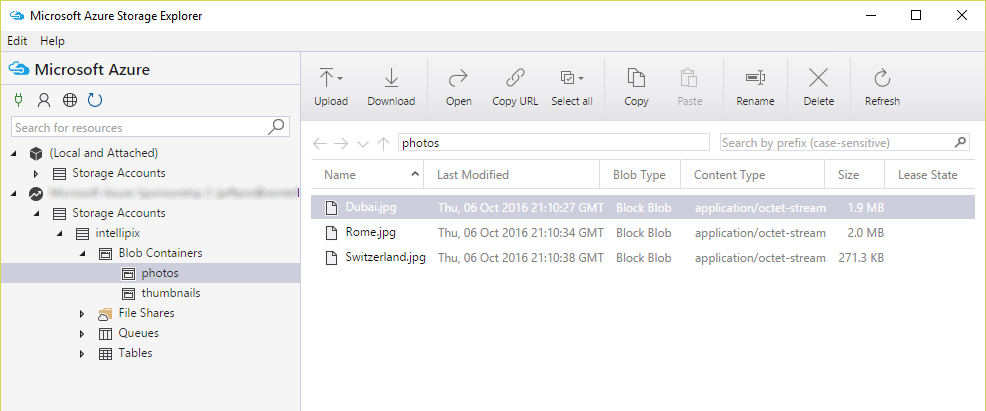 Microsoft Azure Storage Explorer
Edit Help
Microsoft Azure
Search for resources
(Local and Attached)
Storage Accounts
Storage Accounts
intellipix
Blob Containers
photos
thumbnails
File Shares
Queues
Tables
Upload Download Open Copy URL Select all Copy Paste Rename Delete Refresh
photos Search by prefix (case-sensitive)
Name Last Modified Blob Type Content Type Size Lease State
Dubai.jpg Thu, 06 Oct 2016 21:10:27 GMT Block Blob application/octet-stream 1.9 MB
Rome.jpg Thu, 06 Oct 2016 21:10:34 GMT Block Blob application/octet-stream 2.0 MB
Switzerland.jpg Thu, 06 Oct 2016 21:10:38 GMT Block Blob application/octet-stream 271.3 KB